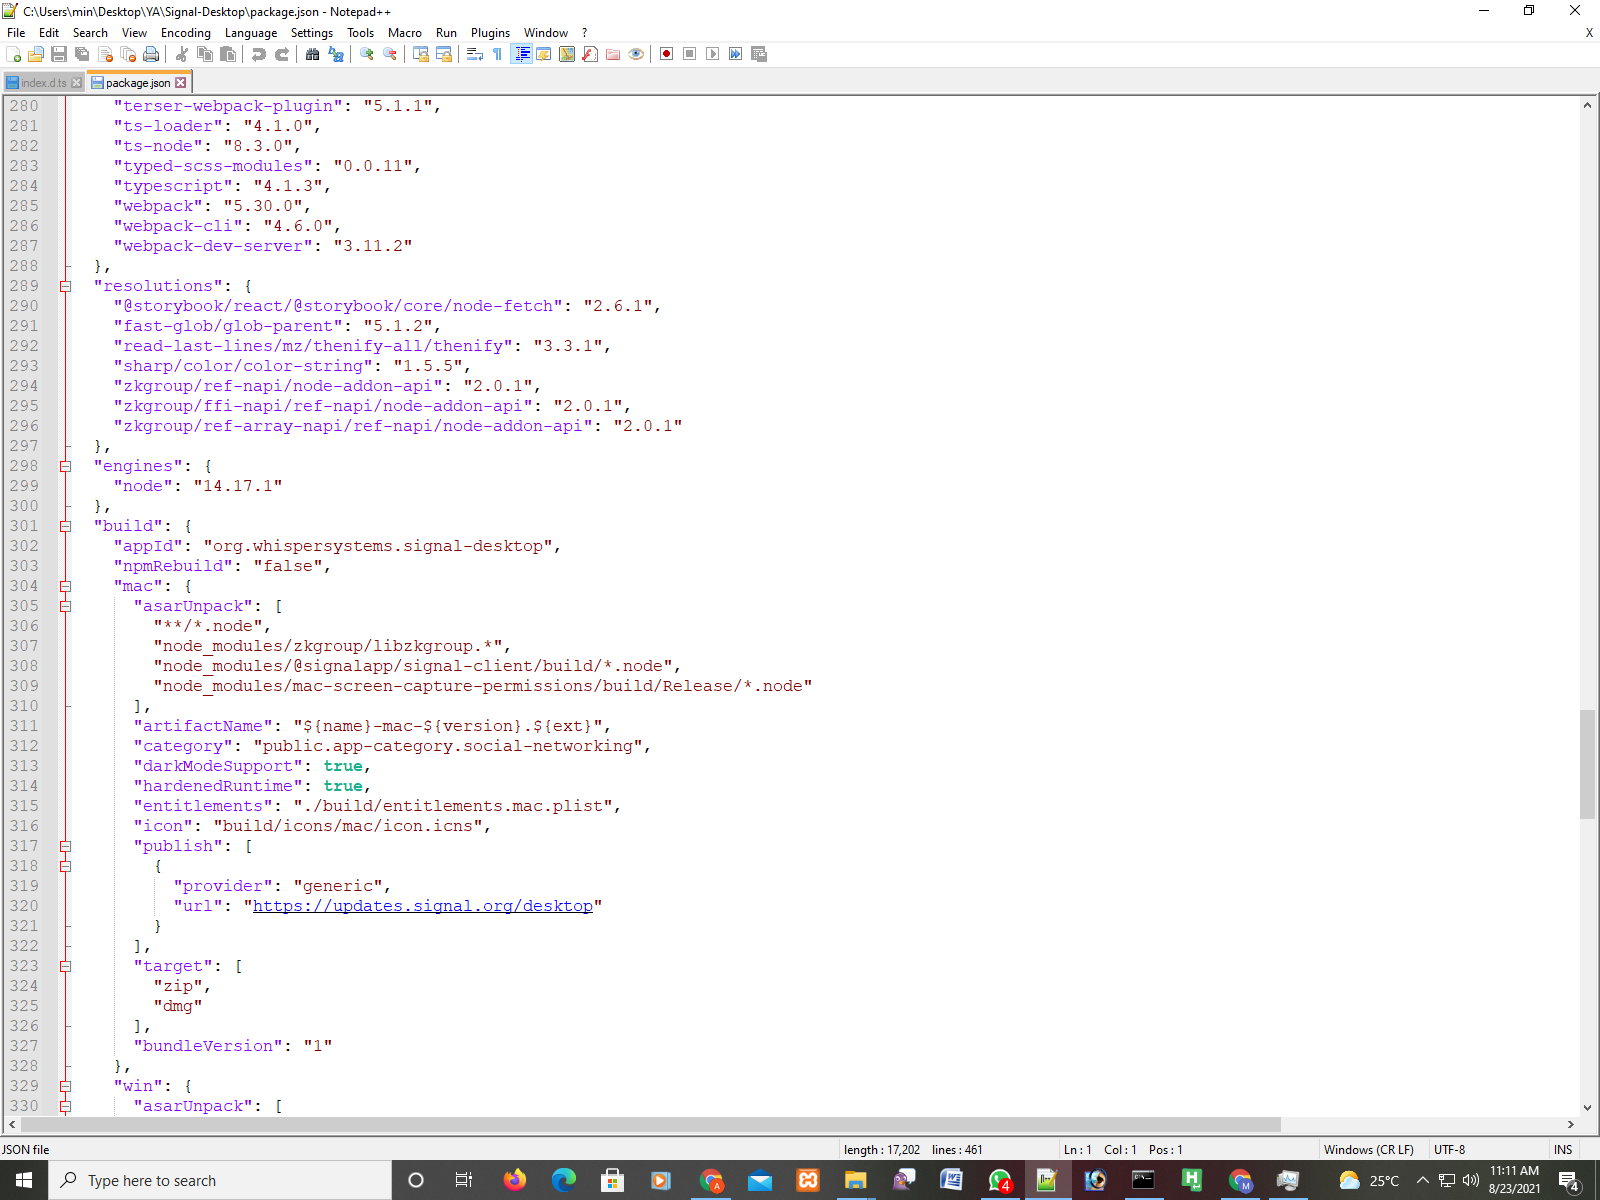 C:\Users\min\Desktop\YA\Signal-Desktop\package.json - Notepad++
File Edit Search View Encoding Language Settings Tools Macro Run Plugins Window ? X
index.d.ts package.json
280 "terser-webpack-plugin": "5.1.1",
281 "ts-loader": "4.1.0",
282 "ts-node": "8.3.0",
283 "typed-scss-modules": "0.0.11",
284 "typescript": "4.1.3",
285 "webpack": "5.30.0",
286 "webpack-cli": "4.6.0",
287 "webpack-dev-server": "3.11.2"
288 },
289 "resolutions": {
290 "@storybook/react/@storybook/core/node-fetch": "2.6.1",
291 "fast-glob/glob-parent": "5.1.2",
292 "read-last-lines/mz/thenify-all/thenify": "3.3.1",
293 "sharp/color/color-string": "1.5.5",
294 "zkgroup/ref-napi/node-addon-api": "2.0.1",
295 "zkgroup/ffi-napi/ref-napi/node-addon-api": "2.0.1",
296 "zkgroup/ref-array-napi/ref-napi/node-addon-api": "2.0.1"
297 },
298 "engines": {
299 "node": "14.17.1"
300 },
301 "build": {
302 "appId": "org.whispersystems.signal-desktop",
303 "npmRebuild": "false",
304 "mac": {
305 "asarUnpack": [
306 "**/*.node",
307 "node_modules/zkgroup/libzkgroup.*",
308 "node_modules/@signalapp/signal-client/build/*.node",
309 "node_modules/mac-screen-capture-permissions/build/Release/*.node"
310 ],
311 "artifactName": "${name}-mac-${version}.${ext}",
312 "category": "public.app-category.social-networking",
313 "darkModeSupport": true,
314 "hardenedRuntime": true,
315 "entitlements": "./build/entitlements.mac.plist",
316 "icon": "build/icons/mac/icon.icns",
317 "publish": [
318 {
319 "provider": "generic",
320 "url": "https://updates.signal.org/desktop"
321 }
322 ],
323 "target": [
324 "zip",
325 "dmg"
326 ],
327 "bundleVersion": "1"
328 },
329 "win": {
330 "asarUnpack": [
JSON file length : 17,202 lines : 461 Ln : 1 Col : 1 Pos : 1 Windows (CR LF) UTF-8 INS
Type here to search 4 25°C 11:11 AM
8/23/2021 4